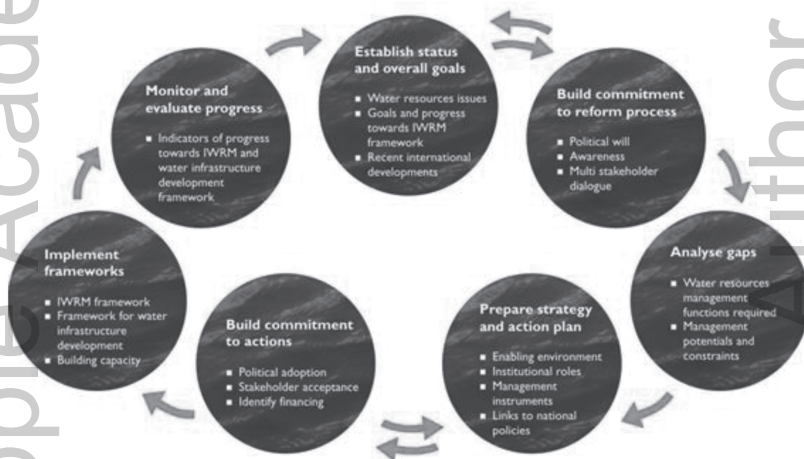 Establish status
and overall goals
■ Water resources issues
■ Goals and progress
towards IWRM
framework
■ Recent international
developments
Build commitment
to reform process
■ Political will
■ Awareness
■ Multi stakeholder
dialogue
Analyse gaps
■ Water resources
management
functions required
■ Management
potentials and
constraints
Prepare strategy
and action plan
■ Enabling environment
■ Institutional roles
■ Management
instruments
■ Links to national
policies
Build commitment
to actions
■ Political adoption
■ Stakeholder acceptance
■ Identify financing
Implement
frameworks
■ IWRM framework
■ Framework for water
infrastructure
development
■ Building capacity
Monitor and
evaluate progress
■ Indicators of progress
towards IWRM and
water infrastructure
development
framework